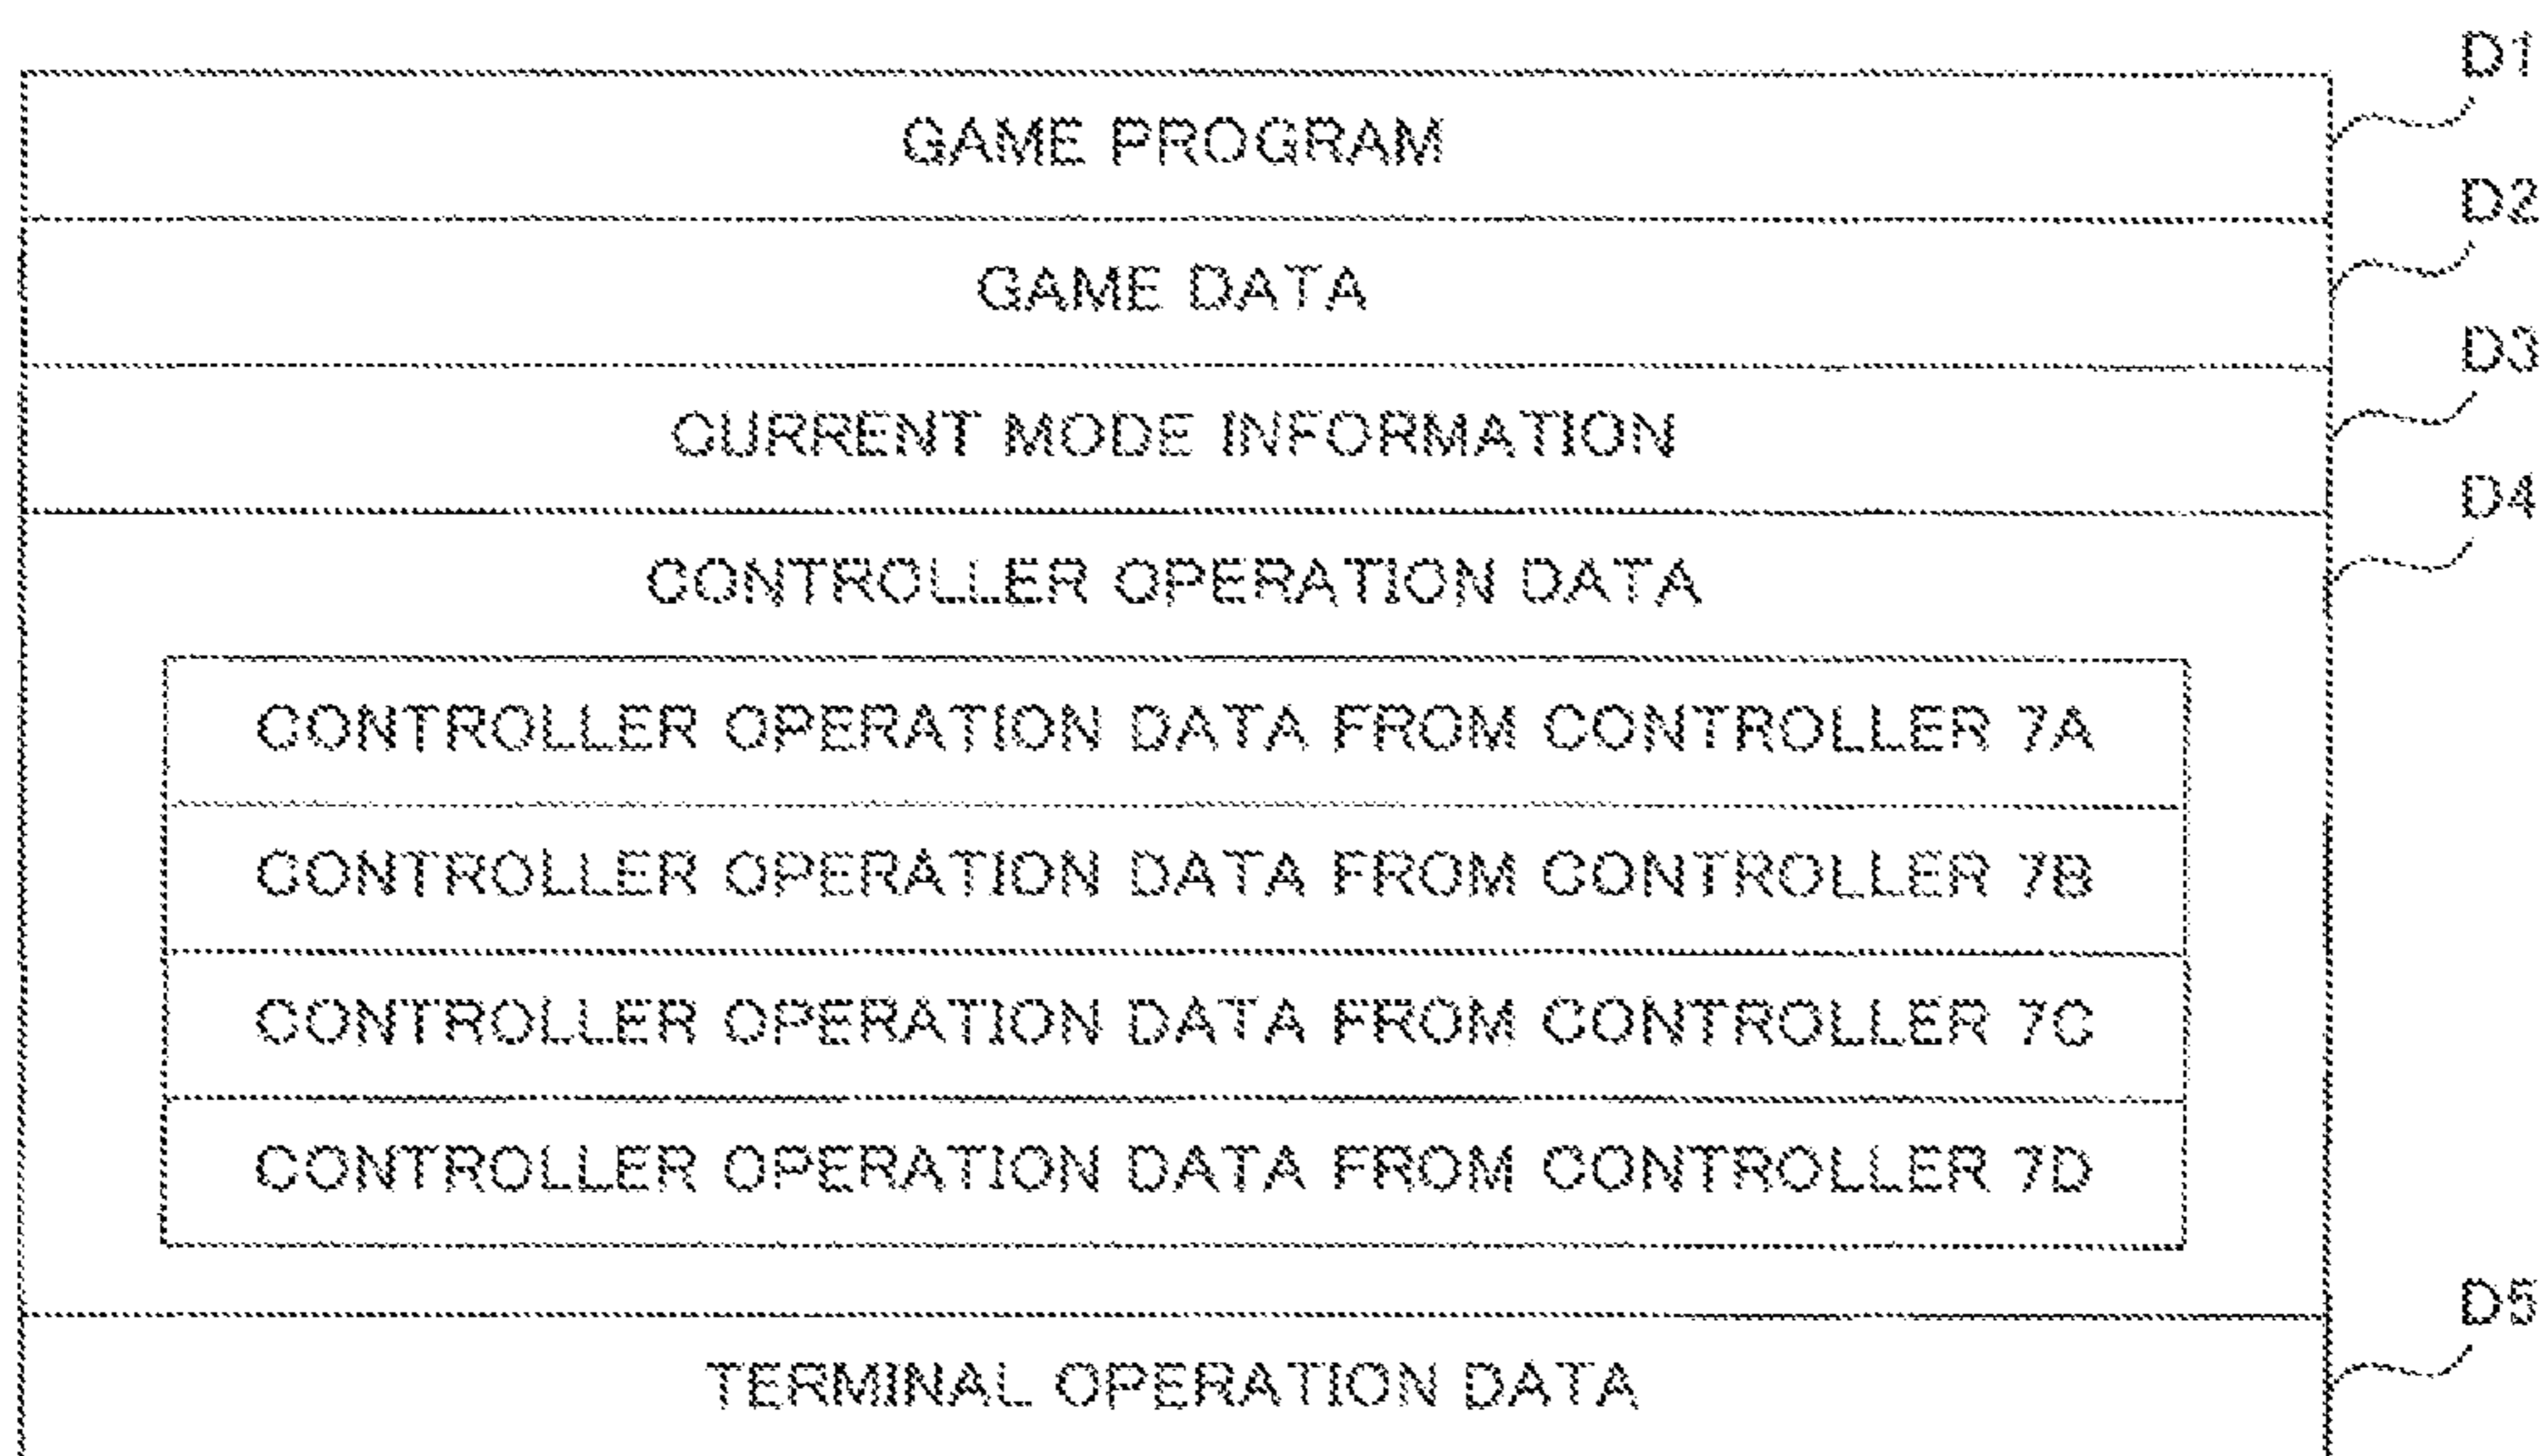 D1
GAME PROGRAM
D2
GAME DATA
D3
CURRENT MODE INFORMATION
D4
CONTROLLER OPERATION DATA
CONTROLLER OPERATION DATA FROM CONTROLLER 7A
CONTROLLER OPERATION DATA FROM CONTROLLER 7B
CONTROLLER OPERATION DATA FROM CONTROLLER 7C
CONTROLLER OPERATION DATA FROM CONTROLLER 7D
D5
TERMINAL OPERATION DATA